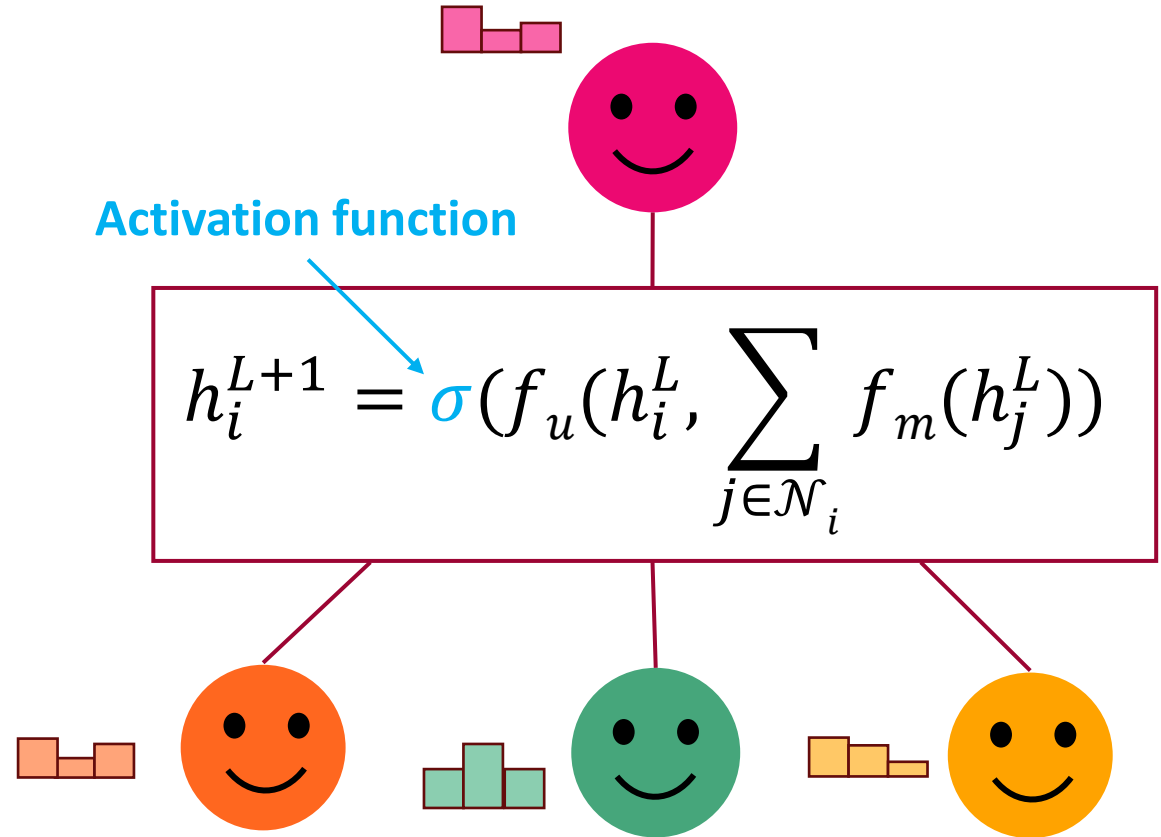 Activation function
h_i^{L+1} = σ(f_u(h_i^L, ∑_{j∈𝒩_i} f_m(h_j^L))